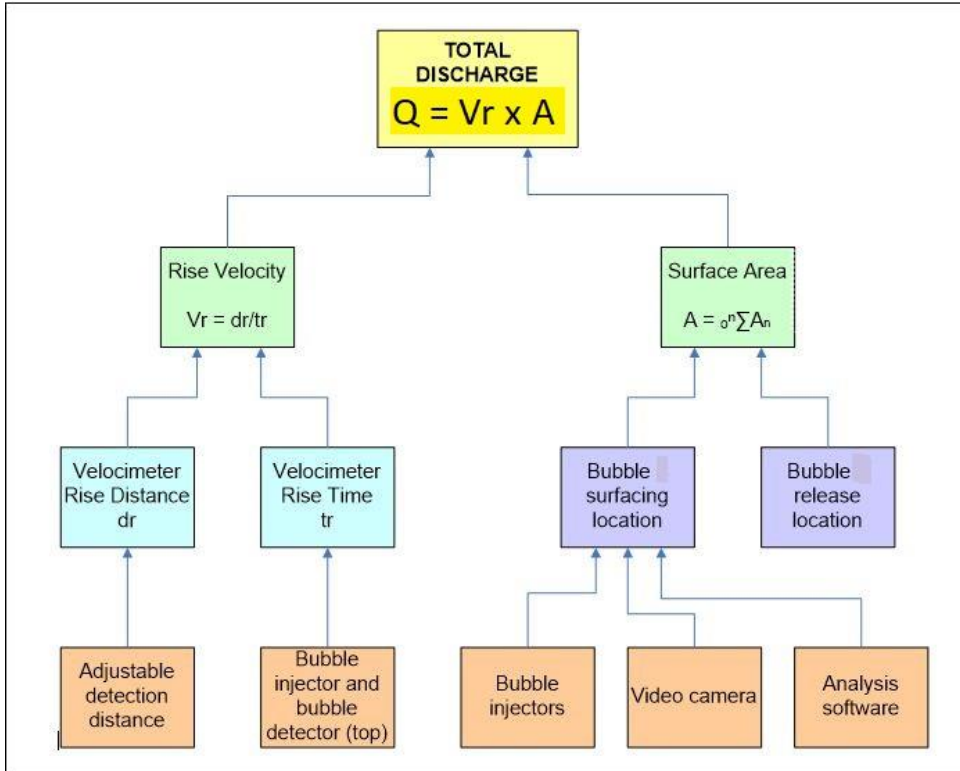 TOTAL
DISCHARGE
Q = Vr x A
Rise Velocity
Vr = dr/tr
Surface Area
A = ₀ⁿ∑Aₙ
Velocimeter
Rise Distance
dr
Velocimeter
Rise Time
tr
Bubble
surfacing
location
Bubble
release
location
Adjustable
detection
distance
Bubble
injector and
bubble
detector (top)
Bubble
injectors
Video camera
Analysis
software